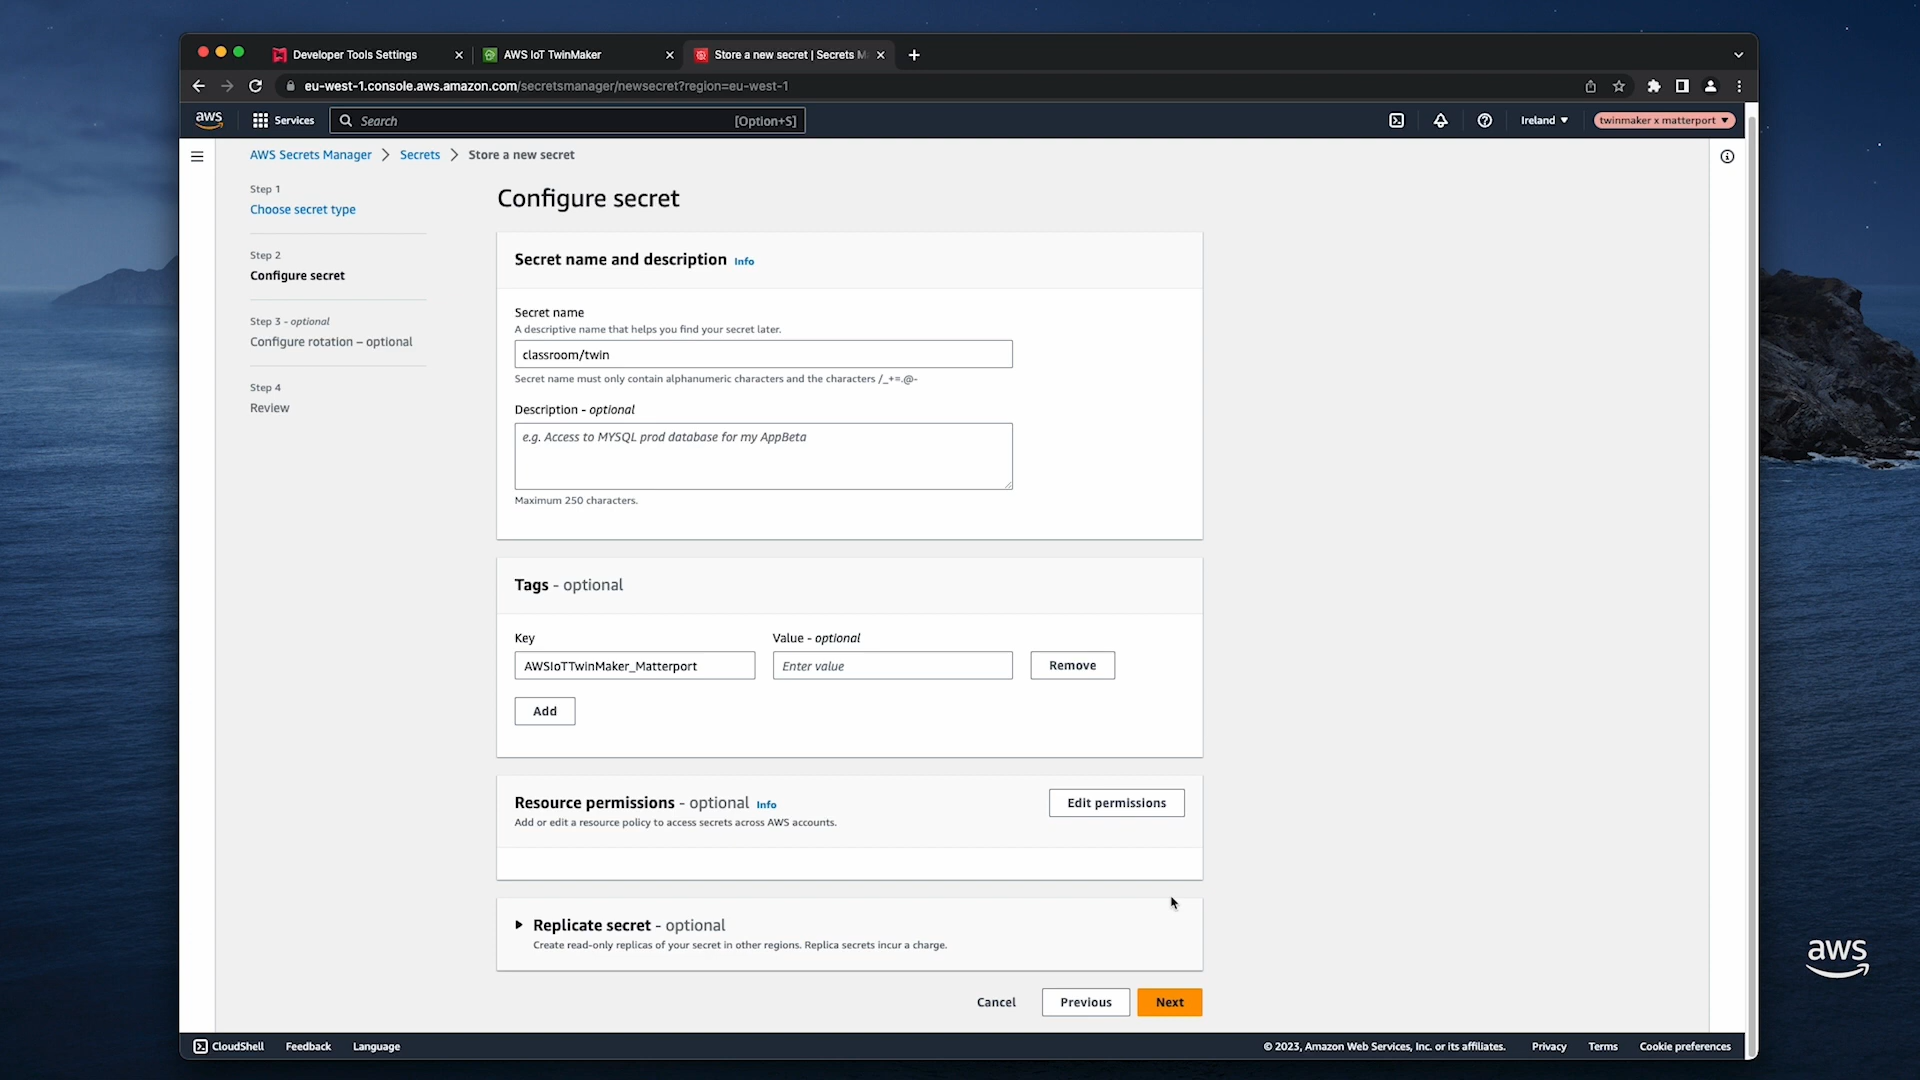 Developer Tools Settings
AWS IoT TwinMaker
Store a new secret | Secrets M
eu-west-1.console.aws.amazon.com/secretsmanager/newsecret?region=eu-west-1
aws
Services
Search
[Option+S]
Ireland
twinmaker x matterport
AWS Secrets Manager
Secrets
Store a new secret
Step 1
Choose secret type
Step 2
Configure secret
Step 3 - optional
Configure rotation – optional
Step 4
Review
Configure secret
Secret name and description Info
Secret name
A descriptive name that helps you find your secret later.
classroom/twin
Secret name must only contain alphanumeric characters and the characters /_+=.@-
Description - optional
e.g. Access to MYSQL prod database for my AppBeta
Maximum 250 characters.
Tags - optional
Key
Value - optional
AWSIoTTwinMaker_Matterport
Enter value
Remove
Add
Resource permissions - optional Info
Add or edit a resource policy to access secrets across AWS accounts.
Edit permissions
Replicate secret - optional
Create read-only replicas of your secret in other regions. Replica secrets incur a charge.
Cancel
Previous
Next
aws
CloudShell
Feedback
Language
© 2023, Amazon Web Services, Inc. or its affiliates.
Privacy
Terms
Cookie preferences